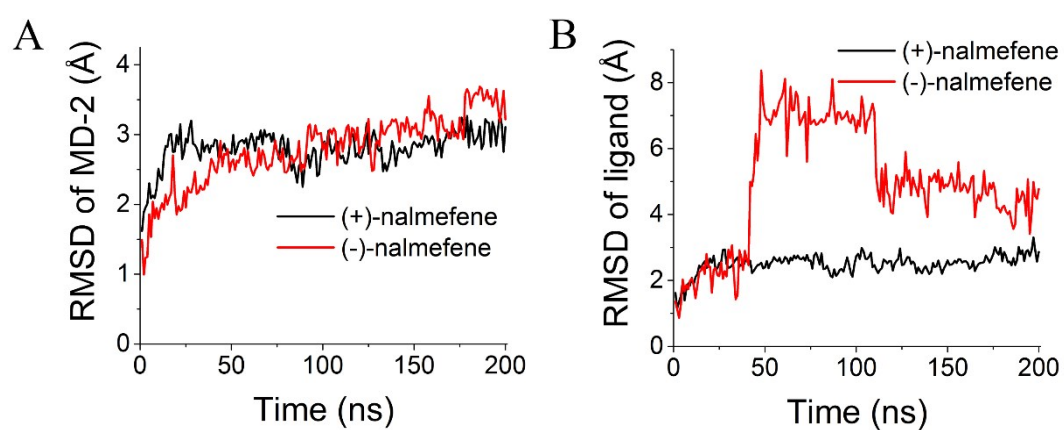 A
RMSD of MD-2 (Å)
4
3
2
1
0
(+)-nalmefene
(-)-nalmefene
0 50 100 150 200
Time (ns)
B
RMSD of ligand (Å)
8
6
4
2
0
(+)-nalmefene
(-)-nalmefene
0 50 100 150 200
Time (ns)